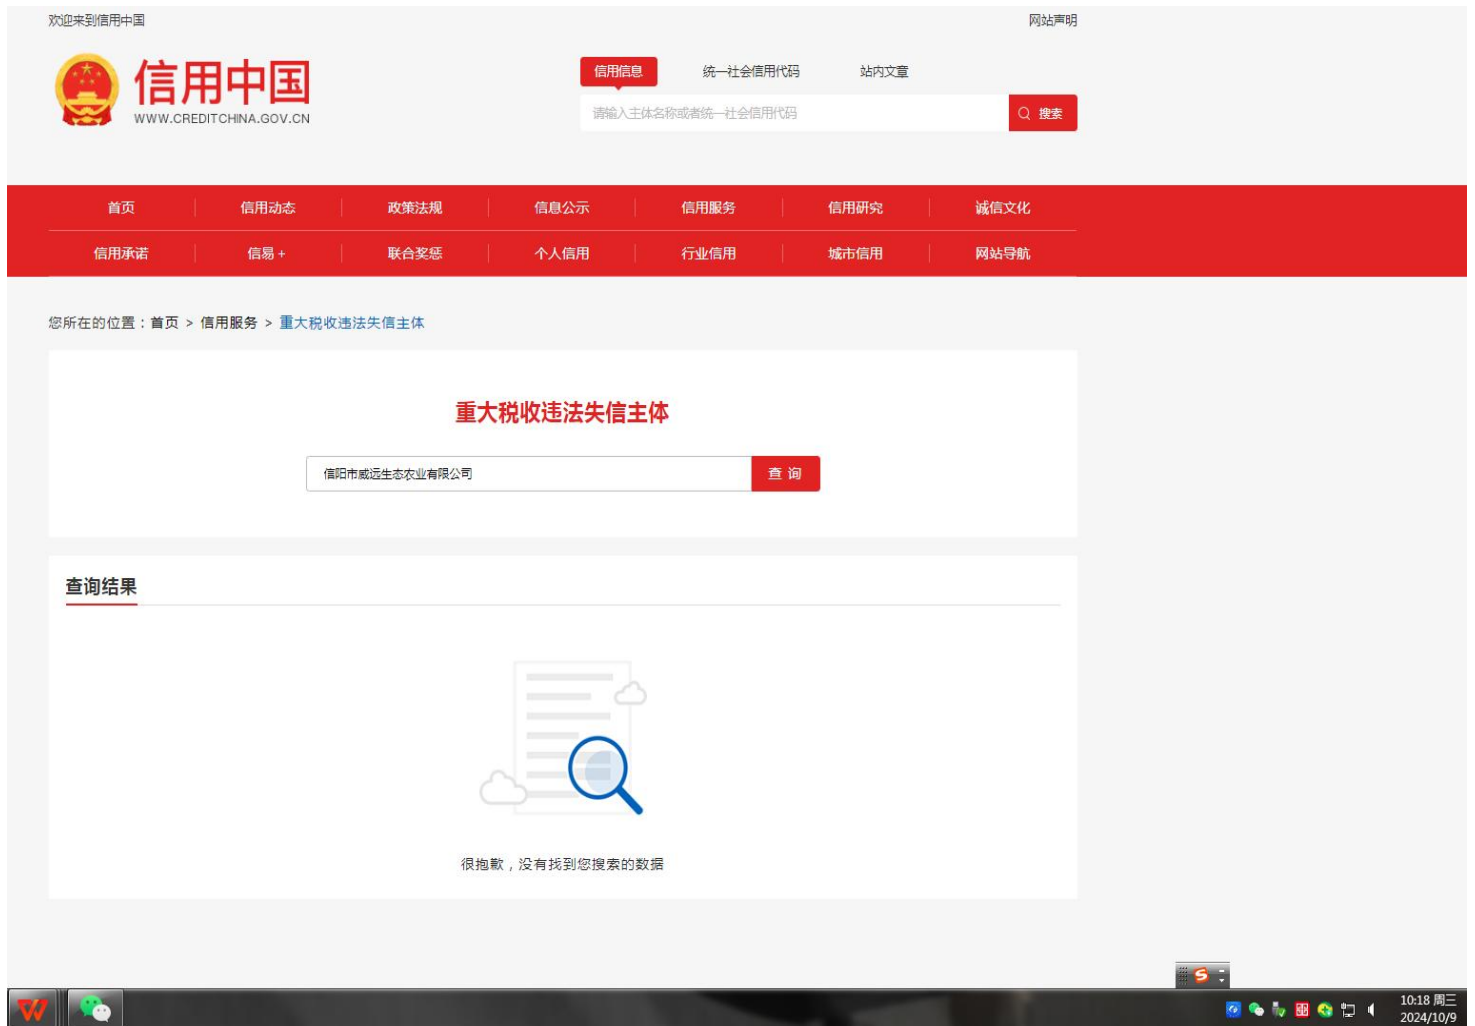 欢迎来到信用中国
网站声明
信用中国
WWW.CREDITCHINA.GOV.CN
信用信息 统一社会信用代码 站内文章
请输入主体名称或者统一社会信用代码
搜索
首页 信用动态 政策法规 信息公示 信用服务 信用研究 诚信文化
信用承诺 信易+ 联合奖惩 个人信用 行业信用 城市信用 网站导航
您所在的位置：首页 > 信用服务 > 重大税收违法失信主体
重大税收违法失信主体
信阳市威远生态农业有限公司
查询
查询结果
很抱歉，没有找到您搜索的数据
10:18 周三
2024/10/9